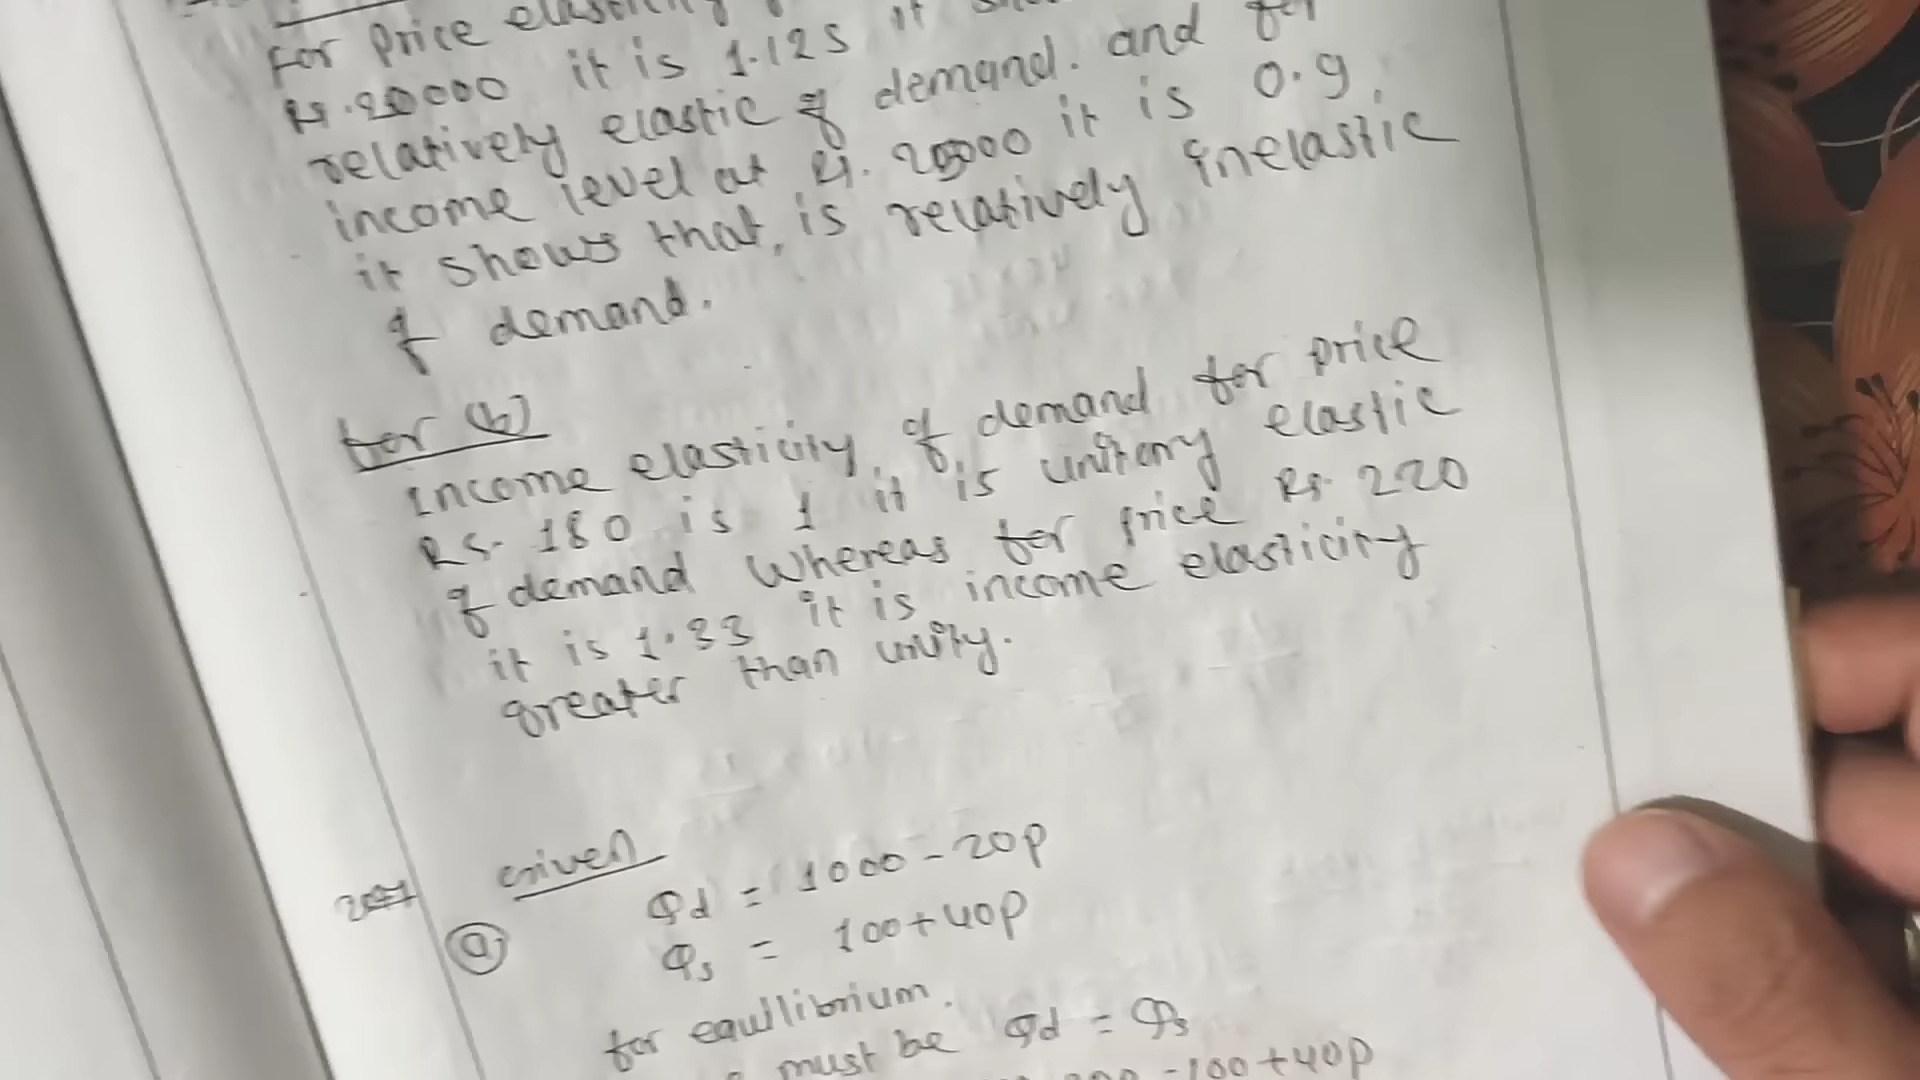 For price elasticity
Rs. 20000 it is 1.125 it
relatively elastic of demand. and for
income level at Rs. 25000 it is 0.9,
it shows that, is relatively inelastic
of demand.
for (b)
income elasticity, of demand for price
Rs. 180 is 1 it is unitary elastic
of demand whereas for price Rs. 220
it is 1.33 it is income elasticity
greater than unity.
Given
Qd = 1000 - 20p
(a)
Qs = 100 + 40p
for equilibrium.
must be Qd = Qs
100 + 40p